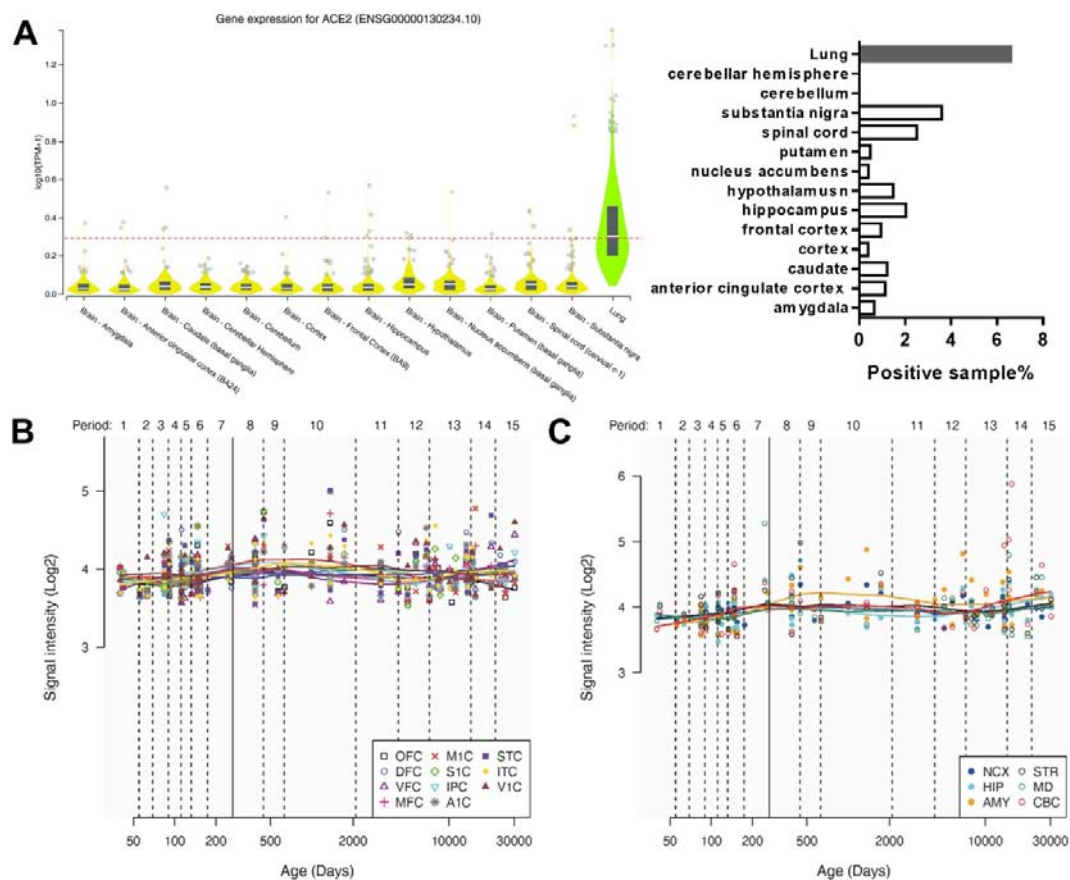 A
Gene expression for ACE2 (ENSG00000130234.10)
log10(TPM+1)
1.2
1.0
0.8
0.6
0.4
0.2
0.0
Brain - Amygdala
Brain - Anterior cingulate cortex (BA24)
Brain - Caudate (basal ganglia)
Brain - Cerebellar Hemisphere
Brain - Cerebellum
Brain - Cortex
Brain - Frontal Cortex (BA9)
Brain - Hippocampus
Brain - Hypothalamus
Brain - Nucleus accumbens (basal ganglia)
Brain - Putamen (basal ganglia)
Brain - Spinal cord (cervical c-1)
Brain - Substantia nigra
Lung
Lung
cerebellar hemisphere
cerebellum
substantia nigra
spinal cord
putamen
nucleus accumbens
hypothalamusn
hippocampus
frontal cortex
cortex
caudate
anterior cingulate cortex
amygdala
0 2 4 6 8
Positive sample%
B
Period: 1 2 3 4 5 6 7 8 9 10 11 12 13 14 15
Signal intensity (Log2)
5
4
3
OFC M1C STC
DFC S1C ITC
VFC IPC V1C
MFC A1C
50 100 200 500 2000 10000 30000
Age (Days)
C
Period: 1 2 3 4 5 6 7 8 9 10 11 12 13 14 15
Signal intensity (Log2)
6
5
4
3
NCX STR
HIP MD
AMY CBC
50 100 200 500 2000 10000 30000
Age (Days)